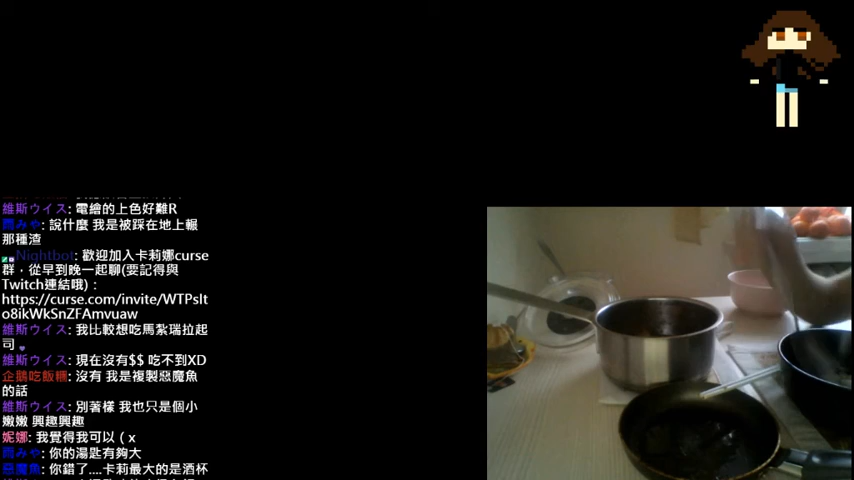 維斯ウイス: 電繪的上色好難R
雨みや: 說什麼 我是被踩在地上輾
那種渣
Nightbot: 歡迎加入卡莉娜curse
群，從早到晚一起聊(要記得與
Twitch連結哦)：
https://curse.com/invite/WTPslt
o8ikWkSnZFAmvuaw
維斯ウイス: 我比較想吃馬紮瑞拉起
司
維斯ウイス: 現在沒有$$ 吃不到XD
企鵝吃飯糰: 沒有 我是複製惡魔魚
的話
維斯ウイス: 別著樣 我也只是個小
嫩嫩 興趣興趣
妮娜: 我覺得我可以 ( x
雨みや: 你的湯匙有夠大
惡魔魚: 你錯了....卡莉最大的是酒杯